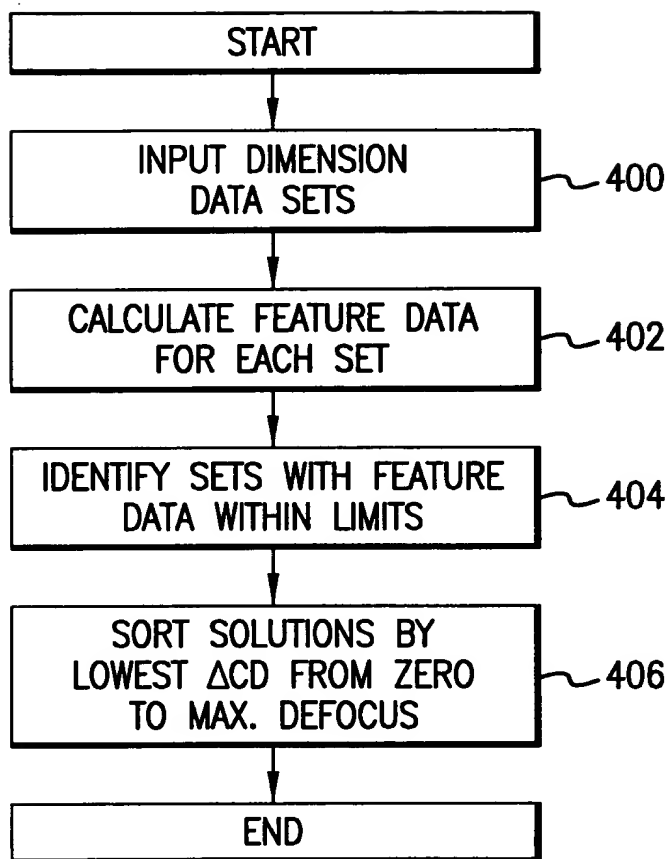 START
INPUT DIMENSION
DATA SETS
400
CALCULATE FEATURE DATA
FOR EACH SET
402
IDENTIFY SETS WITH FEATURE
DATA WITHIN LIMITS
404
SORT SOLUTIONS BY
LOWEST ΔCD FROM ZERO
TO MAX. DEFOCUS
406
END